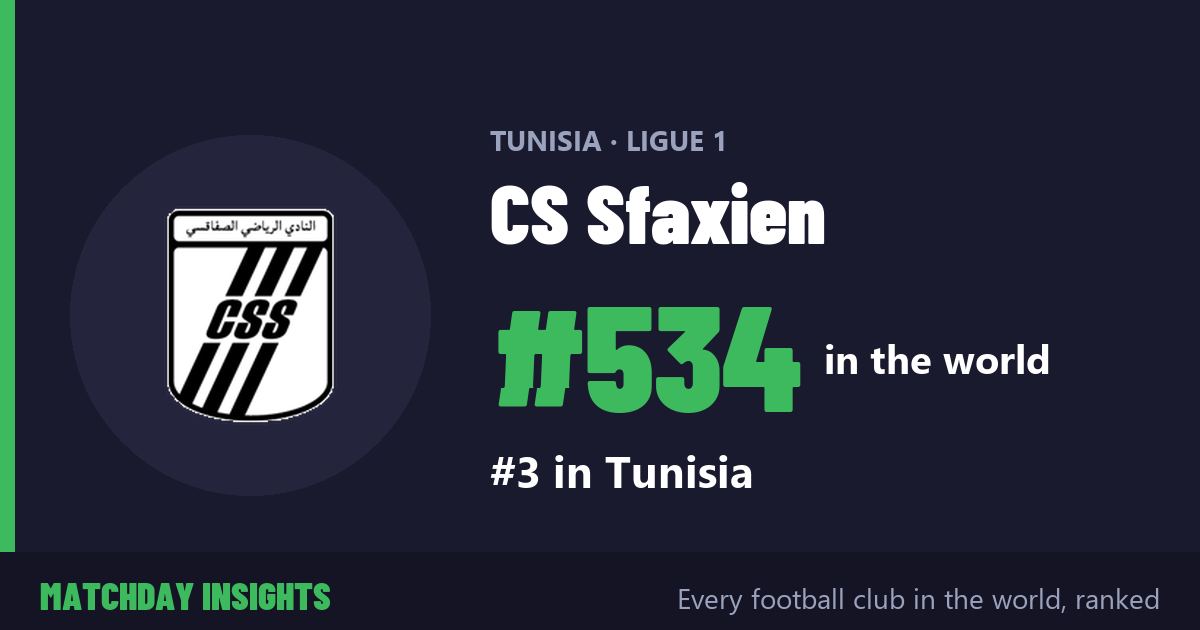 TUNISIA · LIGUE 1
CS Sfaxien
النادي الرياضي الصفاقسي
CSS
#534 in the world
#3 in Tunisia
MATCHDAY INSIGHTS
Every football club in the world, ranked